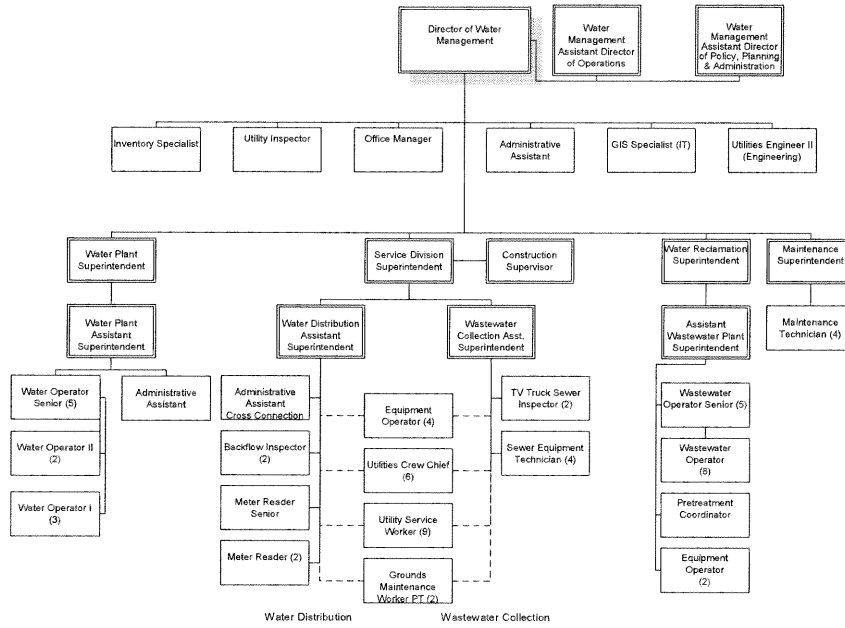 Director of Water
Management
Water
Management
Assistant Director
of Operations
Water
Management
Assistant Director
of Policy, Planning
& Administration
Inventory Specialist
Utility Inspector
Office Manager
Administrative
Assistant
GIS Specialist (IT)
Utilities Engineer II
(Engineering)
Water Plant
Superintendent
Service Division
Superintendent
Construction
Supervisor
Water Reclamation
Superintendent
Maintenance
Superintendent
Water Plant
Assistant
Superintendent
Water Distribution
Assistant
Superintendent
Wastewater
Collection Asst.
Superintendent
Assistant
Wastewater Plant
Superintendent
Maintenance
Technician (4)
Water Operator
Senior (5)
Administrative
Assistant
Water Operator II
(2)
Water Operator I
(3)
Administrative
Assistant
Cross Connection
Backflow Inspector
(2)
Meter Reader
Senior
Meter Reader (2)
Equipment
Operator (4)
Utilities Crew Chief
(6)
Utility Service
Worker (9)
Grounds
Maintenance
Worker PT (2)
TV Truck Sewer
Inspector (2)
Sewer Equipment
Technician (4)
Wastewater
Operator Senior (5)
Wastewater
Operator
Pretreatment
Coordinator
Equipment
Operator
(2)
Water Distribution
Wastewater Collection